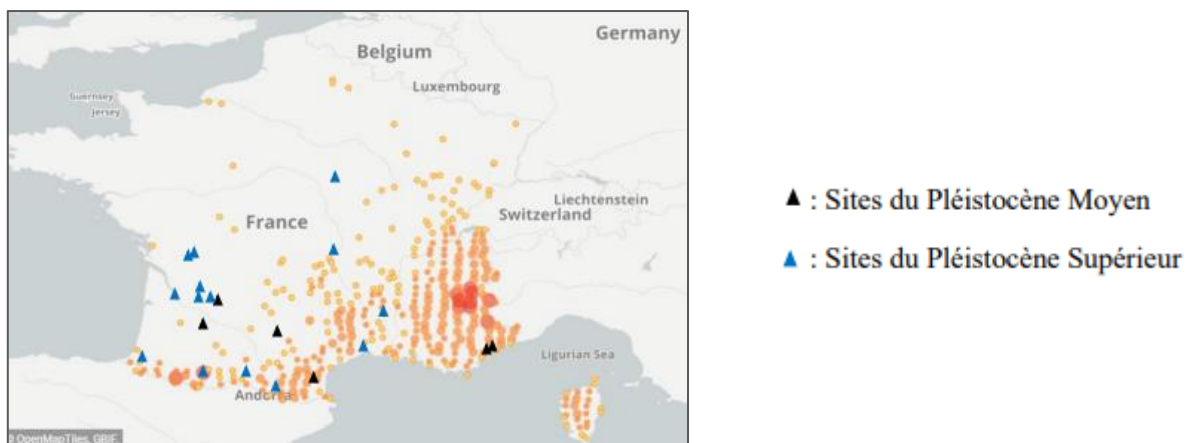 Germany
Belgium
Luxembourg
Guernsey
Jersey
Liechtenstein
Switzerland
France
Ligurian Sea
Andorra
© OpenMapTiles, GBIF
▲ : Sites du Pléistocène Moyen
▲ : Sites du Pléistocène Supérieur